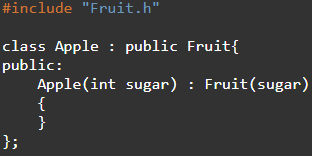 #include "Fruit.h"
class Apple : public Fruit{
public:
    Apple(int sugar) : Fruit(sugar)
    {
    }
};